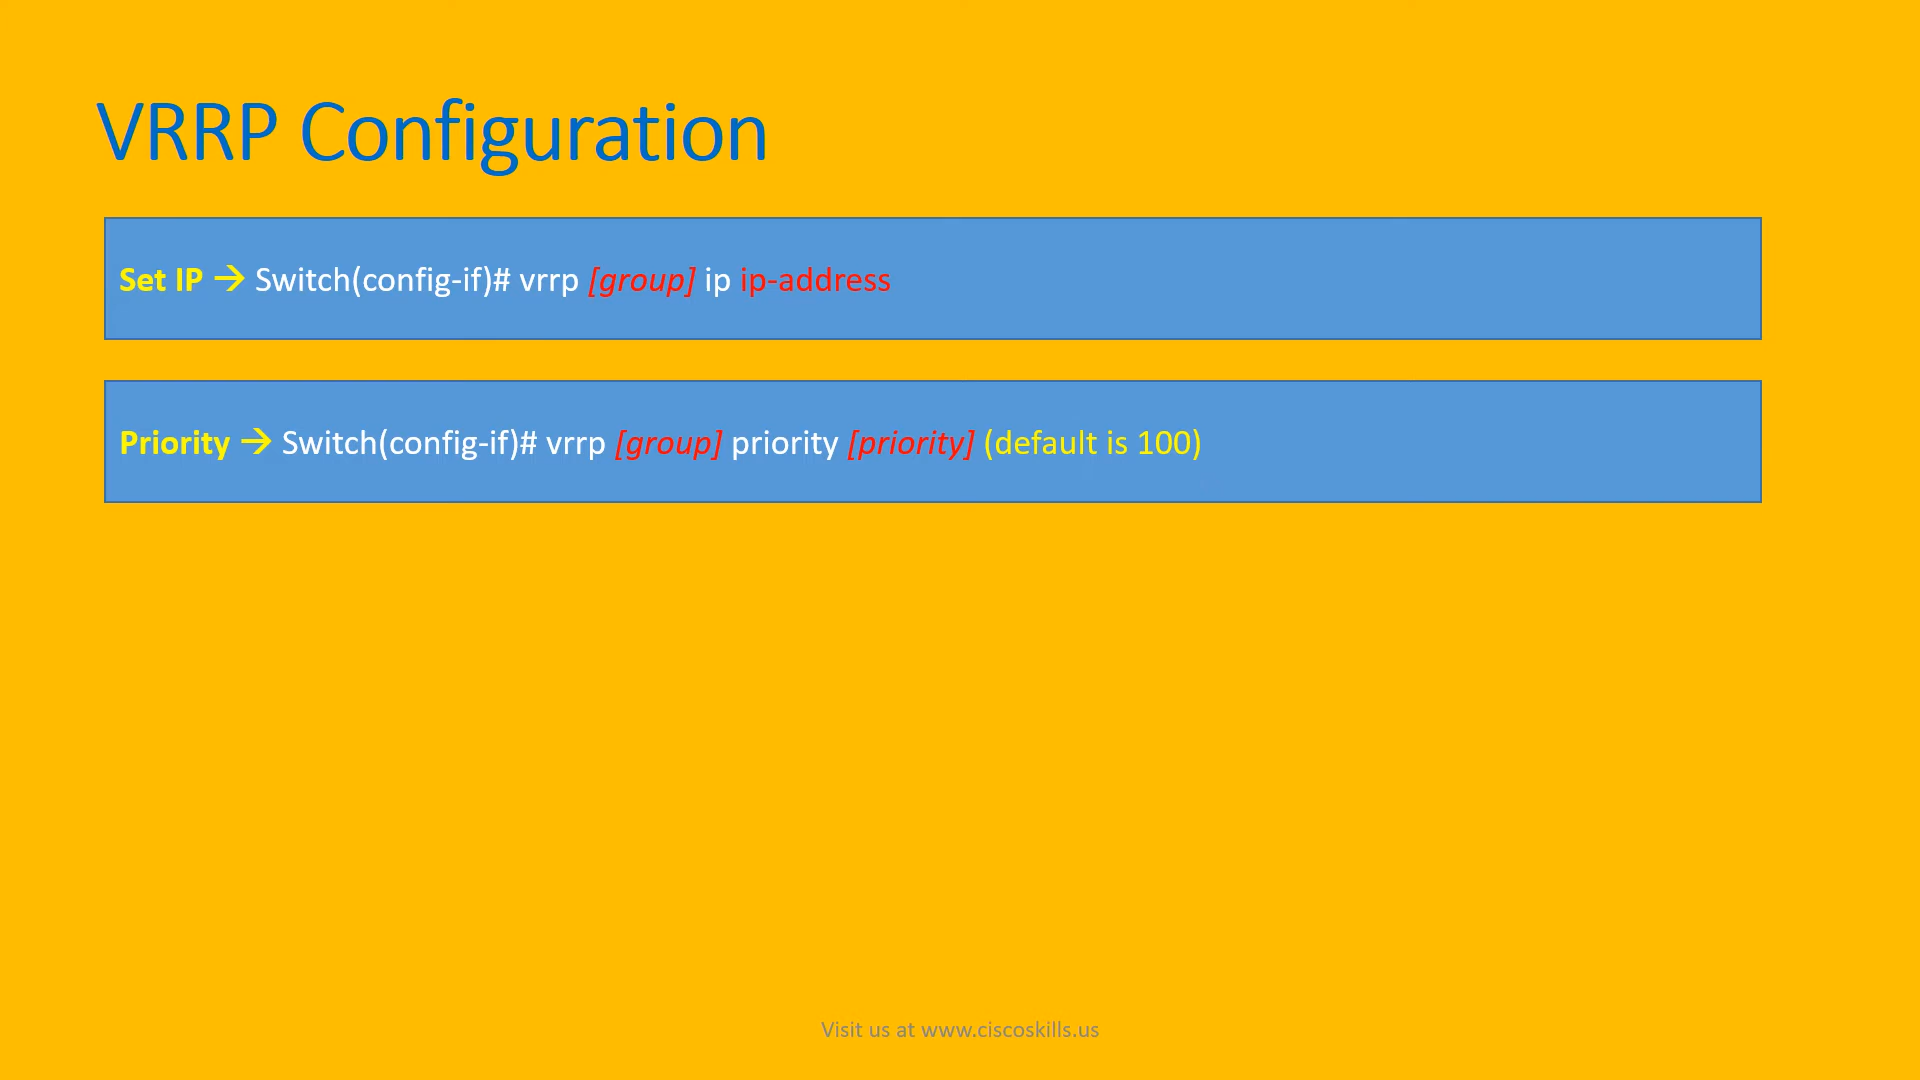 VRRP Configuration
Set IP → Switch(config-if)# vrrp [group] ip ip-address
Priority → Switch(config-if)# vrrp [group] priority [priority] (default is 100)
Visit us at www.ciscoskills.us